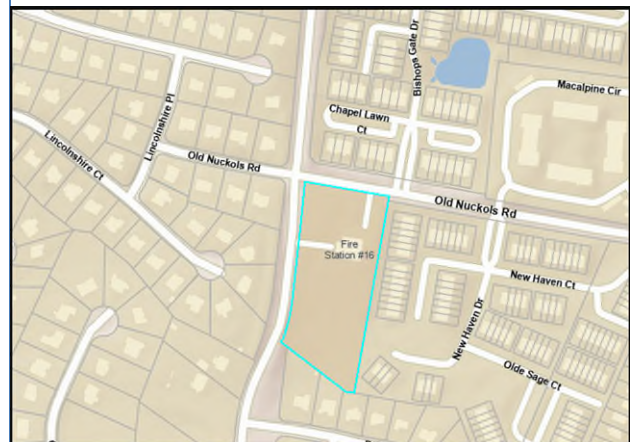 Bishops Gate Dr
Macalpine Cir
Chapel Lawn
Ct
Lincolnshire Pl
Lincolnshire Ct
Old Nuckols Rd
Old Nuckols Rd
Fire
Station #16
New Haven Ct
New Haven Dr
Olde Sage Ct